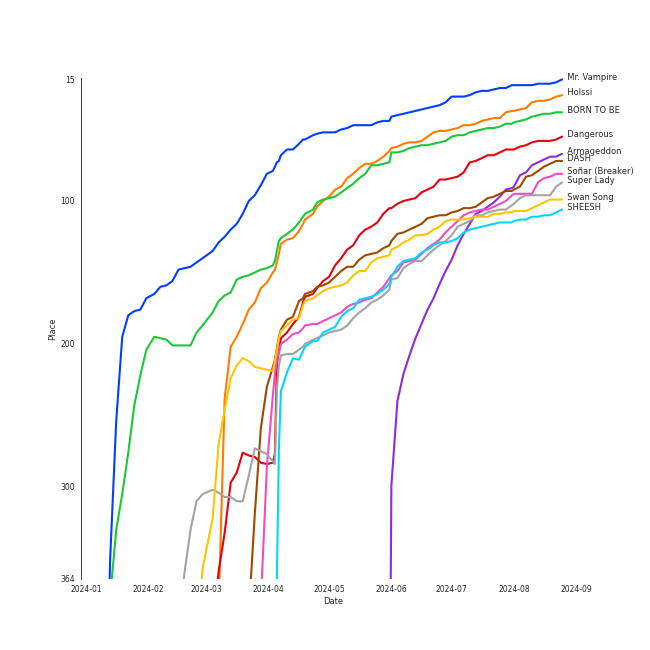 15
100
200
300
364
Place
2024-01
2024-02
2024-03
2024-04
2024-05
2024-06
2024-07
2024-08
2024-09
Date
Mr. Vampire
Holssi
BORN TO BE
Dangerous
Armageddon
DASH
Soñar (Breaker)
Super Lady
Swan Song
SHEESH